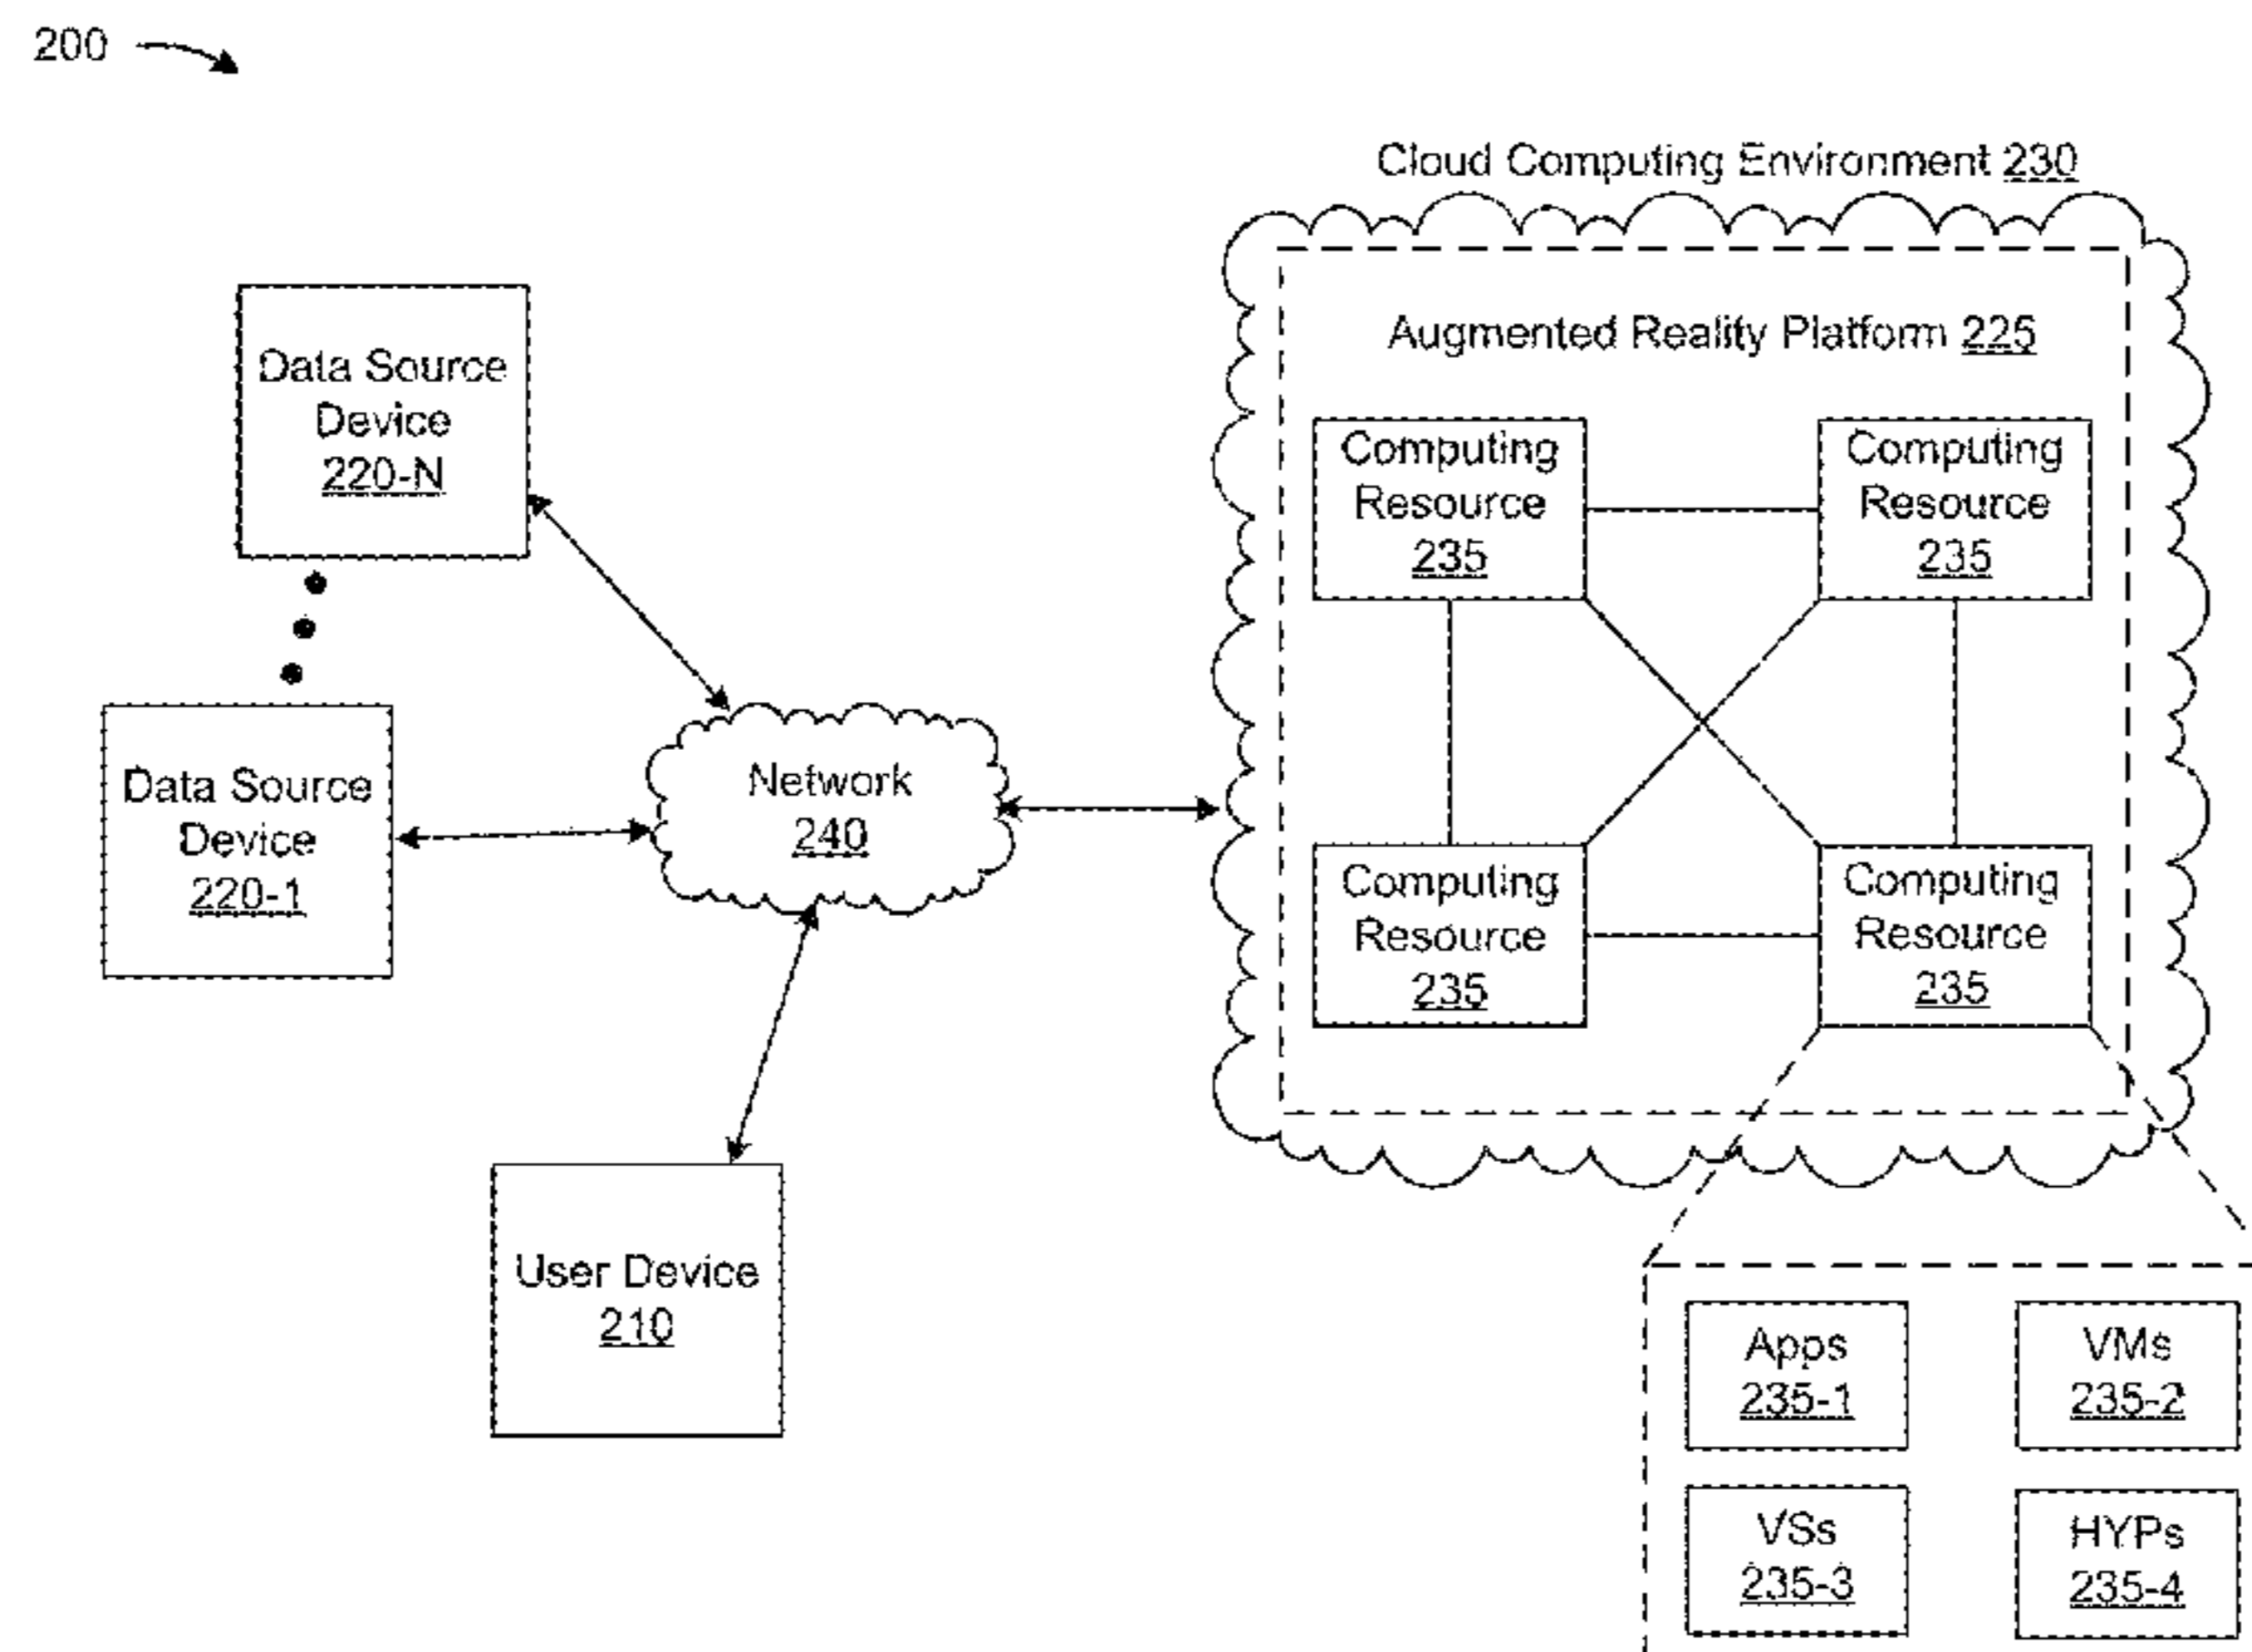 200
Cloud Computing Environment 230
Augmented Reality Platform 225
Data Source
Device
220-N
Computing
Resource
235
Computing
Resource
235
Data Source
Device
220-1
Network
240
Computing
Resource
235
Computing
Resource
235
User Device
210
Apps
235-1
VMs
235-2
VSs
235-3
HYPs
235-4